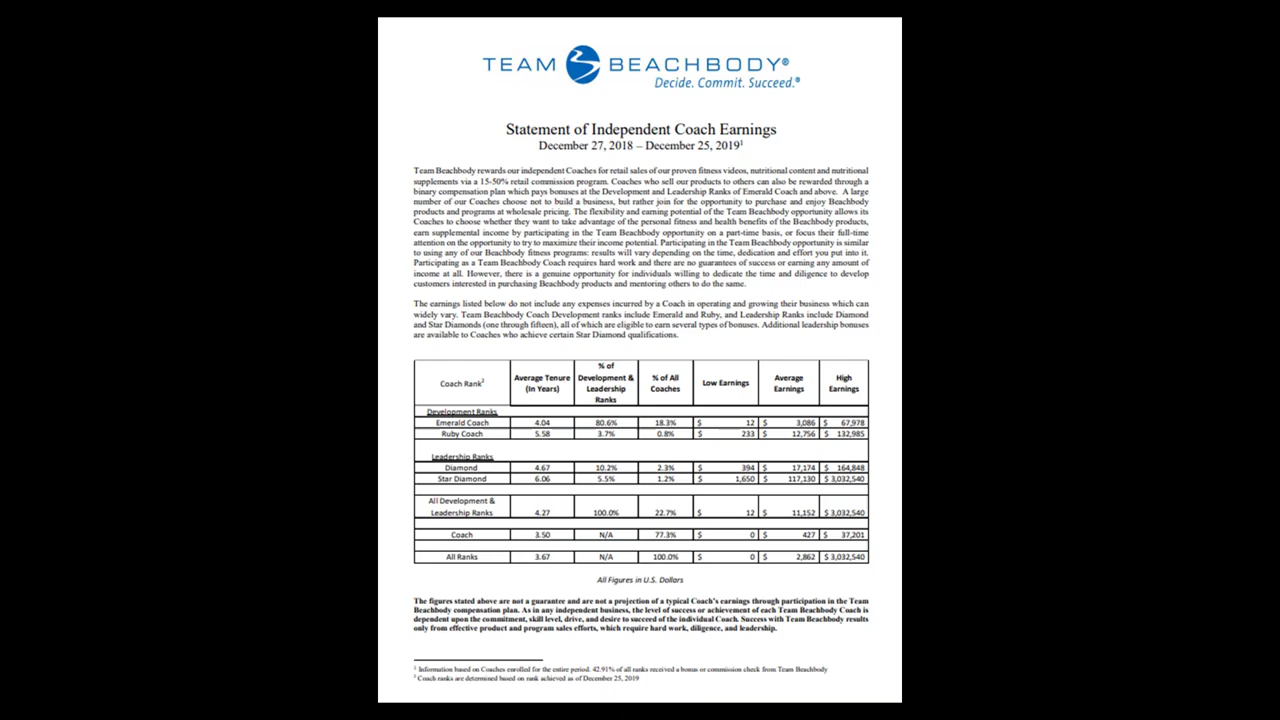 TEAM BEACHBODY®
Decide. Commit. Succeed.®
Statement of Independent Coach Earnings
December 27, 2018 – December 25, 2019¹
Team Beachbody rewards our independent Coaches for retail sales of our proven fitness videos, nutritional content and nutritional
supplements via a 15-50% retail commission program. Coaches who sell our products to others can also be rewarded through a
binary compensation plan which pays bonuses at the Development and Leadership Ranks of Emerald Coach and above. A large
number of our Coaches choose not to build a business, but rather join for the opportunity to purchase and enjoy Beachbody
products and programs at wholesale pricing. The flexibility and earning potential of the Team Beachbody opportunity allows its
Coaches to choose whether they want to take advantage of the personal fitness and health benefits of the Beachbody products,
earn supplemental income by participating in the Team Beachbody opportunity on a part-time basis, or focus their full-time
attention on the opportunity to try to maximize their income potential. Participating in the Team Beachbody opportunity is similar
to using any of our Beachbody fitness programs: results will vary depending on the time, dedication and effort you put into it.
Participating as a Team Beachbody Coach requires hard work and there are no guarantees of success or earning any amount of
income at all. However, there is a genuine opportunity for individuals willing to dedicate the time and diligence to develop
customers interested in purchasing Beachbody products and mentoring others to do the same.
The earnings listed below do not include any expenses incurred by a Coach in operating and growing their business which can
widely vary. Team Beachbody Coach Development ranks include Emerald and Ruby, and Leadership Ranks include Diamond
and Star Diamonds (one through fifteen), all of which are eligible to earn several types of bonuses. Additional leadership bonuses
are available to Coaches who achieve certain Star Diamond qualifications.
Coach Rank² Average Tenure (In Years) % of Development & Leadership Ranks % of All Coaches Low Earnings Average Earnings High Earnings
Development Ranks
Emerald Coach 4.04 80.6% 18.3% $ 12 $ 3,086 $ 67,978
Ruby Coach 5.58 3.7% 0.8% $ 233 $ 12,756 $ 132,985
Leadership Ranks
Diamond 4.67 10.2% 2.3% $ 394 $ 17,174 $ 164,848
Star Diamond 6.06 5.5% 1.2% $ 1,650 $ 117,130 $ 3,032,540
All Development & Leadership Ranks 4.27 100.0% 22.7% $ 12 $ 11,152 $ 3,032,540
Coach 3.50 N/A 77.3% $ 0 $ 427 $ 37,201
All Ranks 3.67 N/A 100.0% $ 0 $ 2,862 $ 3,032,540
All Figures in U.S. Dollars
The figures stated above are not a guarantee and are not a projection of a typical Coach's earnings through participation in the Team
Beachbody compensation plan. As in any independent business, the level of success or achievement of each Team Beachbody Coach is
dependent upon the commitment, skill level, drive, and desire to succeed of the individual Coach. Success with Team Beachbody results
only from effective product and program sales efforts, which require hard work, diligence, and leadership.
¹ Information based on Coaches enrolled for the entire period. 42.91% of all ranks received a bonus or commission check from Team Beachbody
² Coach ranks are determined based on rank achieved as of December 25, 2019